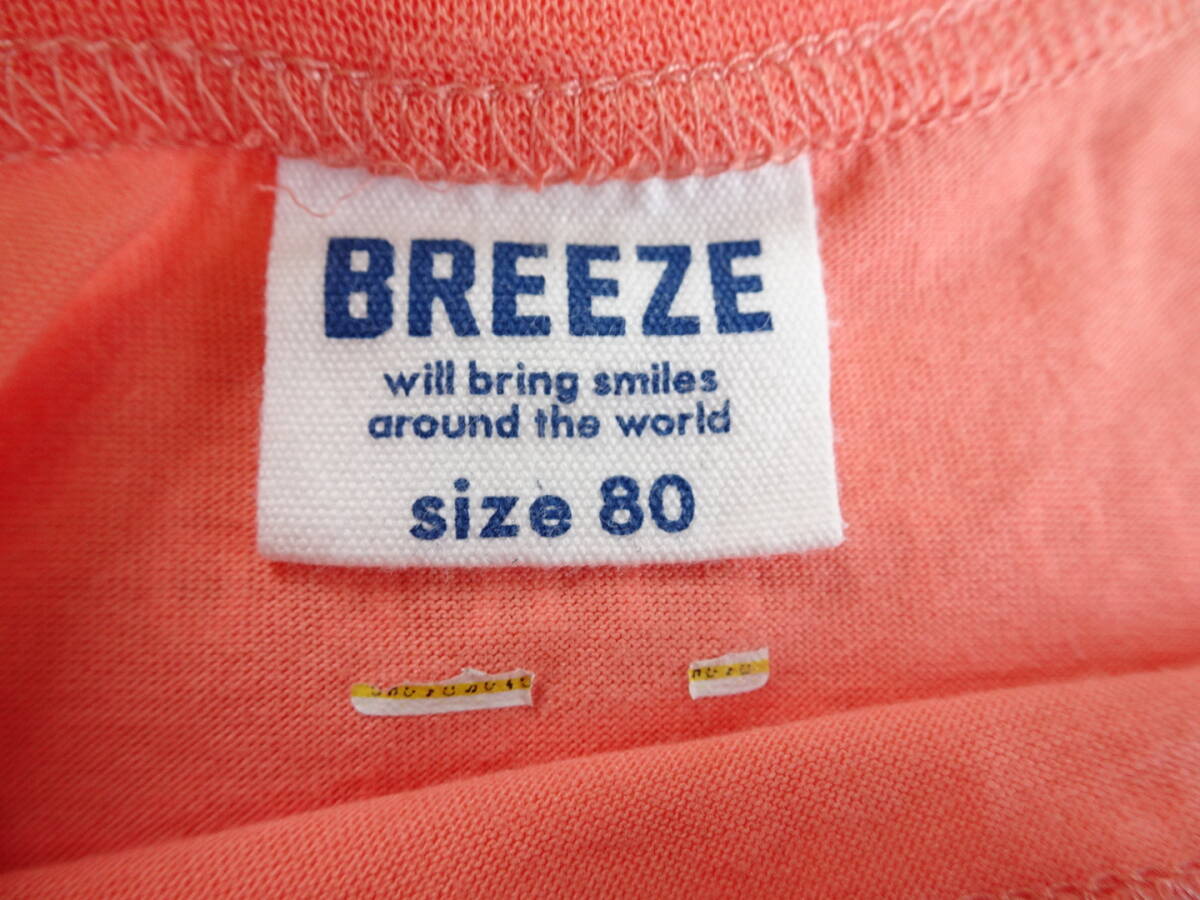 BREEZE
will bring smiles
around the world
size 80